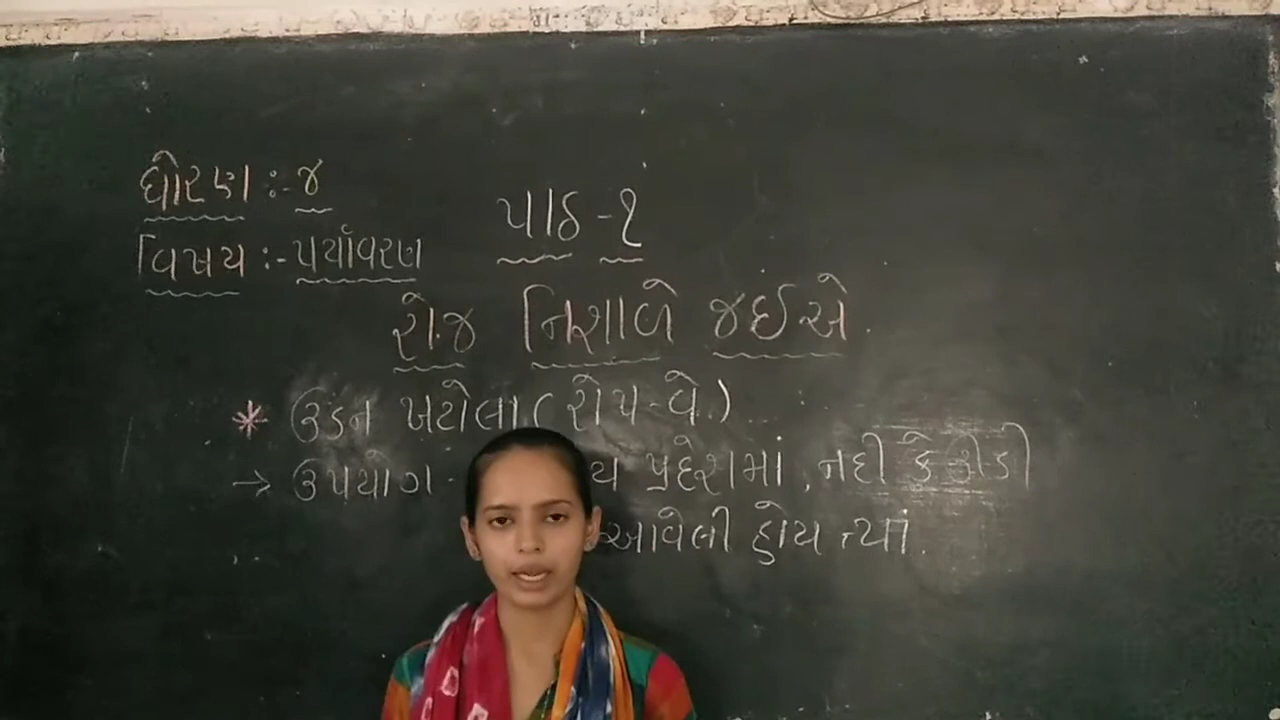 ધોરણ :- ૪
પાઠ -૧
વિષય :- પર્યાવરણ
રોજ નિશાળે જઈએ.
* ઉડન ખટોલા (રોપ-વે)
→ ઉપયોગ - પ્રદેશમાં, નદી કે ઊંડી
આવેલી હોય ત્યાં.